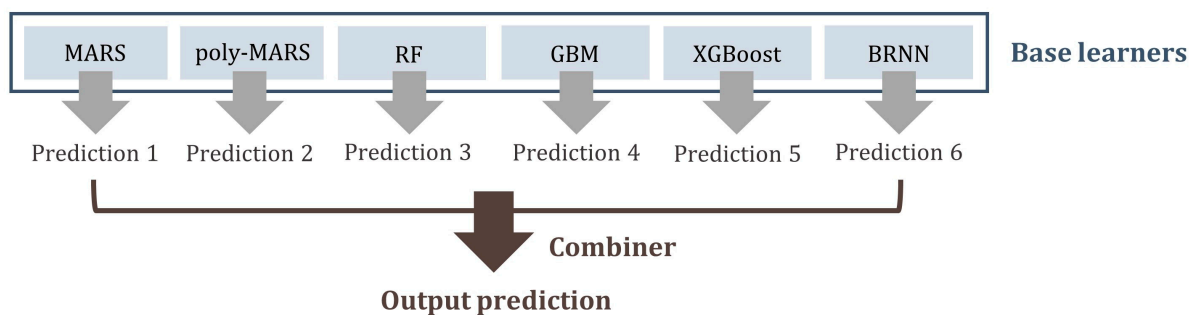 MARS poly-MARS RF GBM XGBoost BRNN Base learners
Prediction 1 Prediction 2 Prediction 3 Prediction 4 Prediction 5 Prediction 6
Combiner
Output prediction